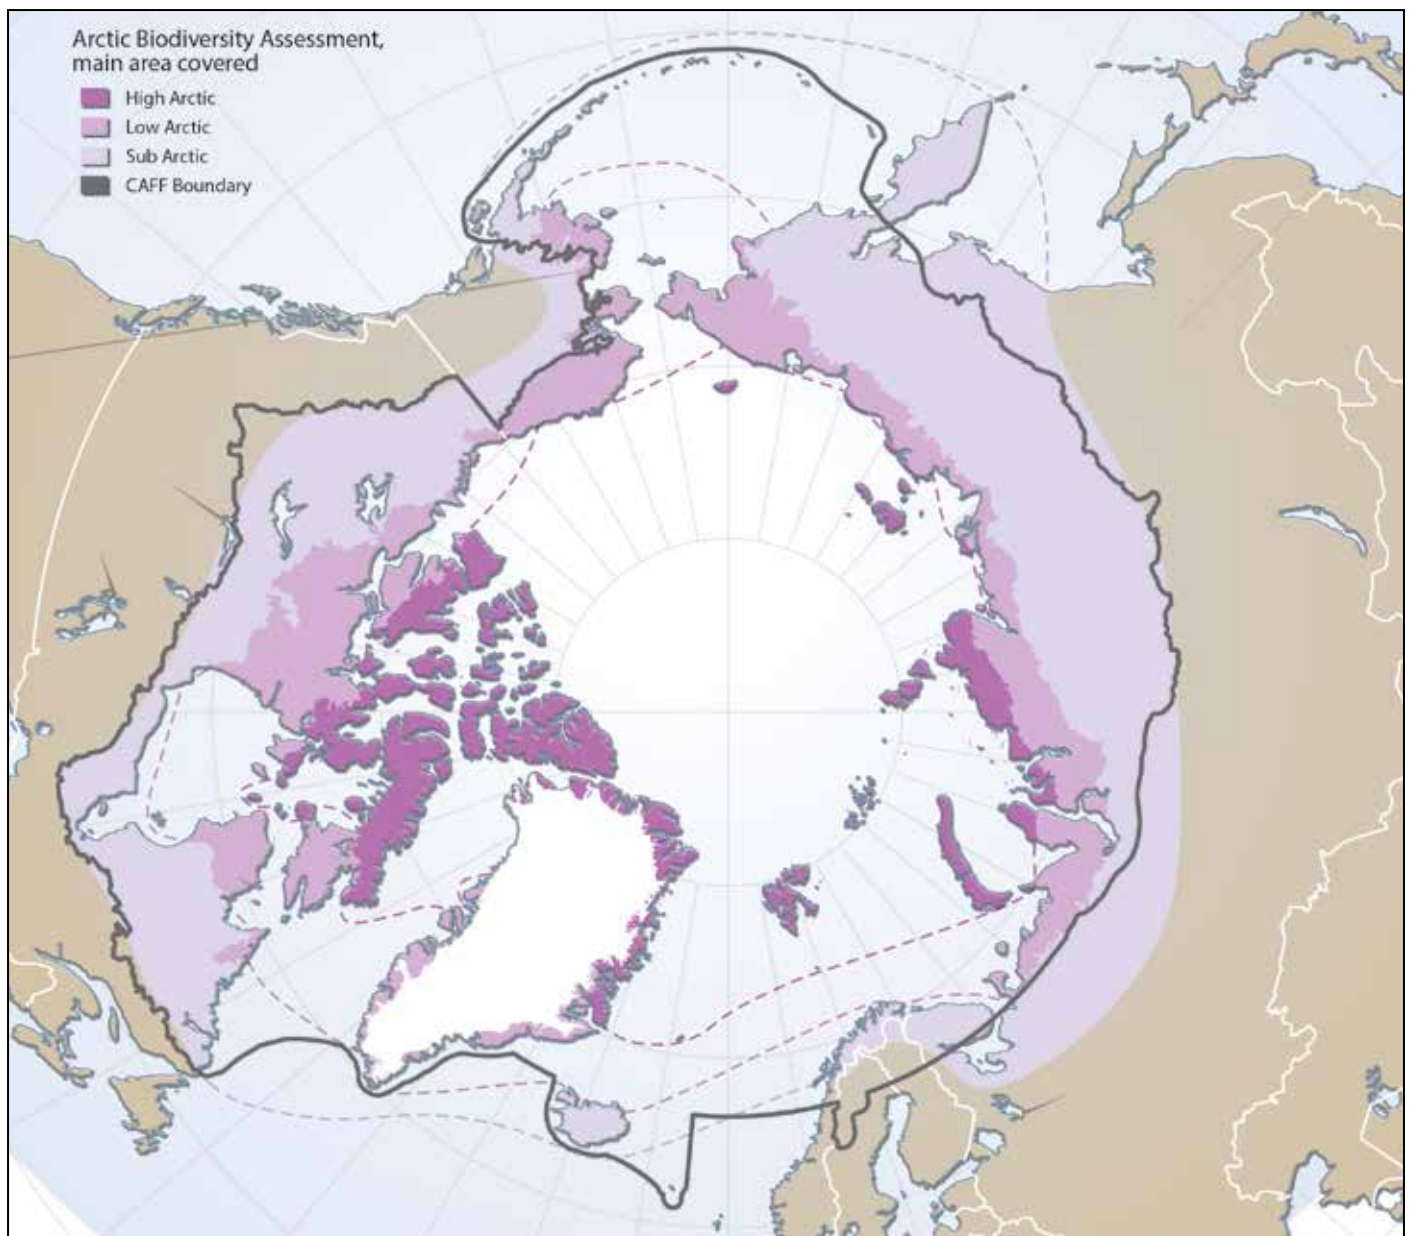 Arctic Biodiversity Assessment,
main area covered
High Arctic
Low Arctic
Sub Arctic
CAFF Boundary